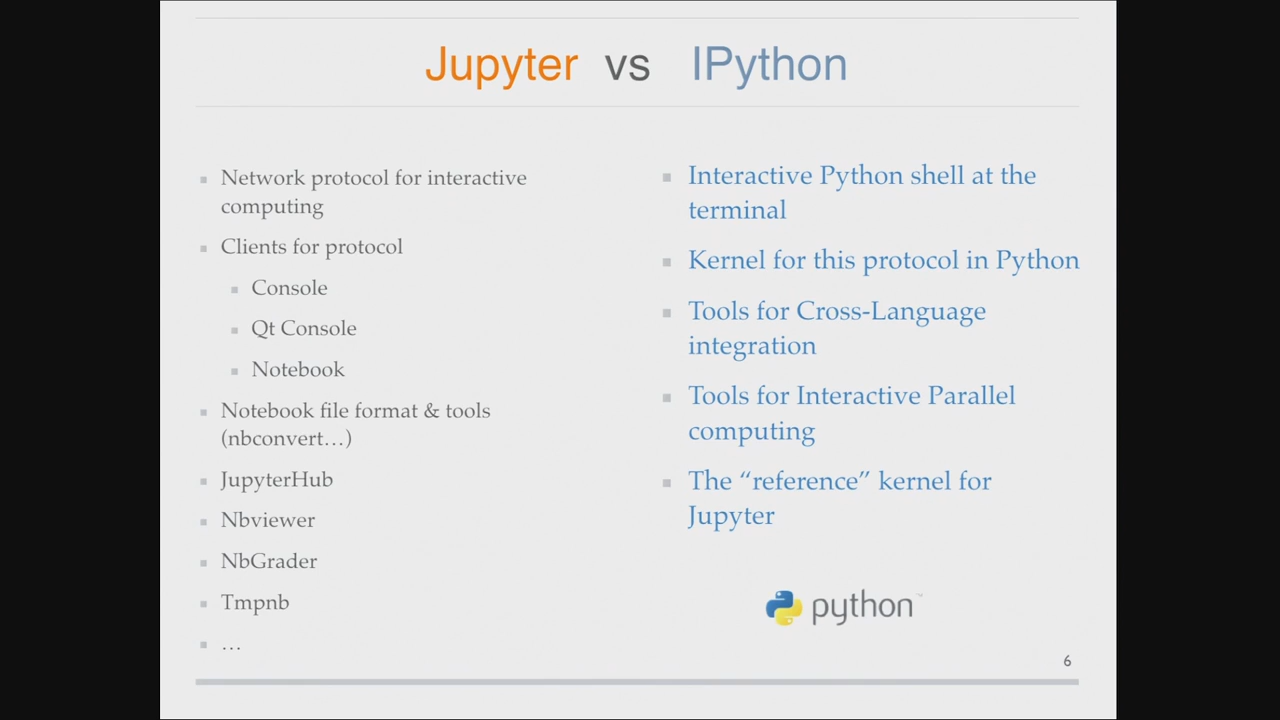 Jupyter vs IPython
Network protocol for interactive
computing
Clients for protocol
Console
Qt Console
Notebook
Notebook file format & tools
(nbconvert…)
JupyterHub
Nbviewer
NbGrader
Tmpnb
…
Interactive Python shell at the
terminal
Kernel for this protocol in Python
Tools for Cross-Language
integration
Tools for Interactive Parallel
computing
The “reference” kernel for
Jupyter
python™
6